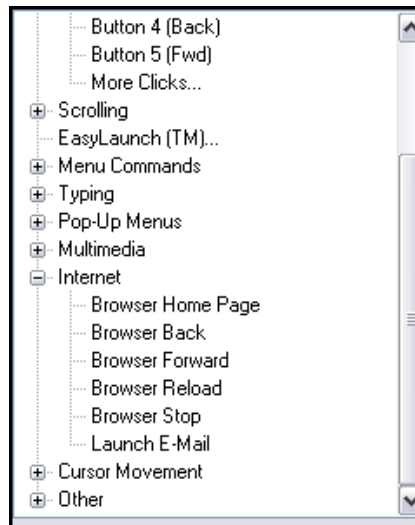 Button 4 (Back)
Button 5 (Fwd)
More Clicks...
Scrolling
EasyLaunch (TM)...
Menu Commands
Typing
Pop-Up Menus
Multimedia
Internet
Browser Home Page
Browser Back
Browser Forward
Browser Reload
Browser Stop
Launch E-Mail
Cursor Movement
Other